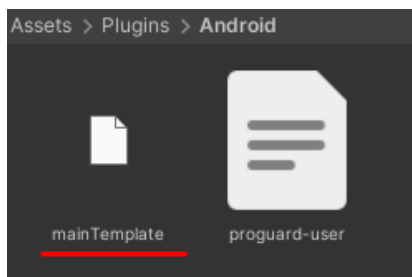 Assets > Plugins > Android
mainTemplate
proguard-user